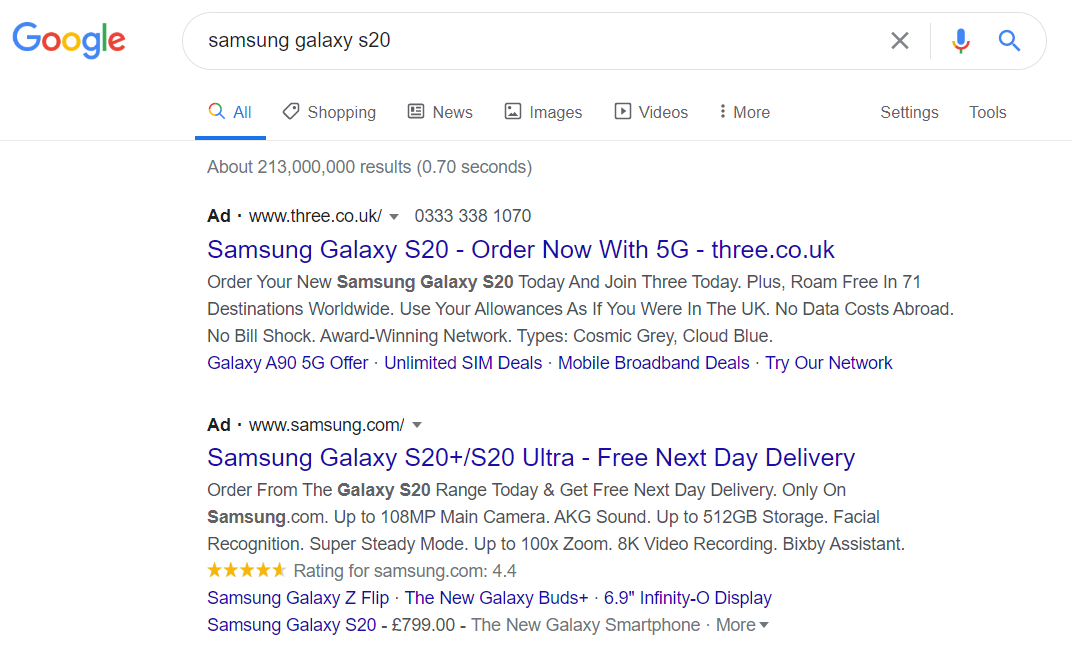 Google
samsung galaxy s20
All Shopping News Images Videos More Settings Tools
About 213,000,000 results (0.70 seconds)
Ad · www.three.co.uk/ 0333 338 1070
Samsung Galaxy S20 - Order Now With 5G - three.co.uk
Order Your New Samsung Galaxy S20 Today And Join Three Today. Plus, Roam Free In 71
Destinations Worldwide. Use Your Allowances As If You Were In The UK. No Data Costs Abroad.
No Bill Shock. Award-Winning Network. Types: Cosmic Grey, Cloud Blue.
Galaxy A90 5G Offer · Unlimited SIM Deals · Mobile Broadband Deals · Try Our Network
Ad · www.samsung.com/
Samsung Galaxy S20+/S20 Ultra - Free Next Day Delivery
Order From The Galaxy S20 Range Today & Get Free Next Day Delivery. Only On
Samsung.com. Up to 108MP Main Camera. AKG Sound. Up to 512GB Storage. Facial
Recognition. Super Steady Mode. Up to 100x Zoom. 8K Video Recording. Bixby Assistant.
Rating for samsung.com: 4.4
Samsung Galaxy Z Flip · The New Galaxy Buds+ · 6.9" Infinity-O Display
Samsung Galaxy S20 - £799.00 - The New Galaxy Smartphone · More